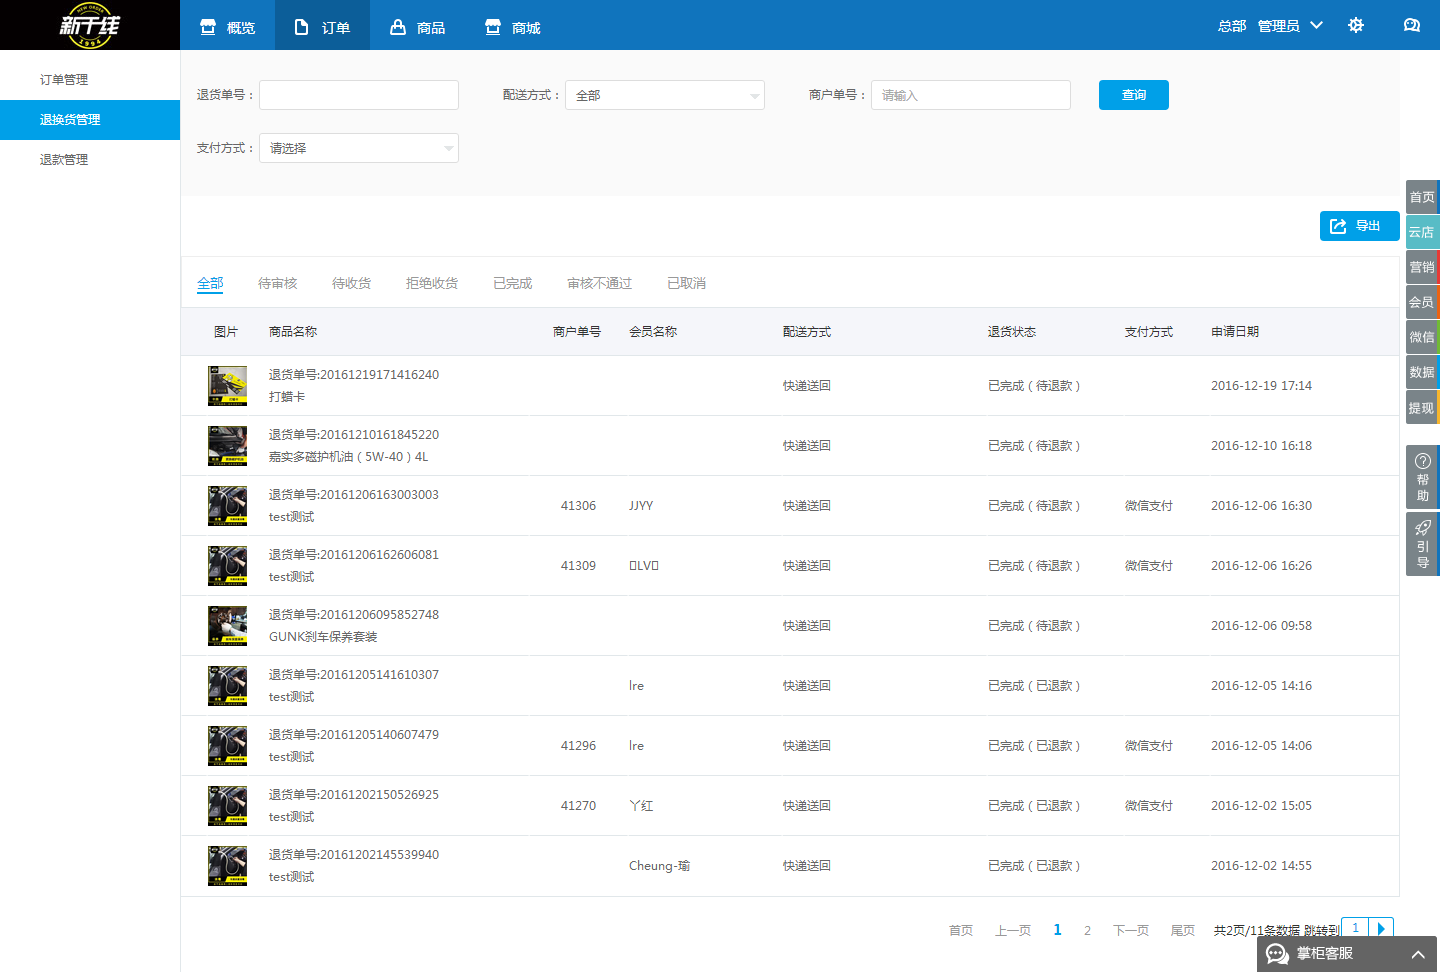 新干线
NEW ORDER
1994
概览
订单
商品
商城
总部 管理员
订单管理
退换货管理
退款管理
退货单号：
配送方式： 全部
商户单号： 请输入
查询
支付方式： 请选择
导出
全部 待审核 待收货 拒绝收货 已完成 审核不通过 已取消
图片 商品名称 商户单号 会员名称 配送方式 退货状态 支付方式 申请日期
退货单号:20161219171416240
打蜡卡
快递送回 已完成（待退款） 2016-12-19 17:14
退货单号:20161210161845220
嘉实多磁护机油（5W-40）4L
快递送回 已完成（待退款） 2016-12-10 16:18
退货单号:20161206163003003
test测试
41306 JJYY 快递送回 已完成（待退款） 微信支付 2016-12-06 16:30
退货单号:20161206162606081
test测试
41309 LV 快递送回 已完成（待退款） 微信支付 2016-12-06 16:26
退货单号:20161206095852748
GUNK刹车保养套装
快递送回 已完成（待退款） 2016-12-06 09:58
退货单号:20161205141610307
test测试
lre 快递送回 已完成（已退款） 2016-12-05 14:16
退货单号:20161205140607479
test测试
41296 lre 快递送回 已完成（已退款） 微信支付 2016-12-05 14:06
退货单号:20161202150526925
test测试
41270 丫红 快递送回 已完成（已退款） 微信支付 2016-12-02 15:05
退货单号:20161202145539940
test测试
Cheung-瑜 快递送回 已完成（已退款） 2016-12-02 14:55
首页 上一页 1 2 下一页 尾页 共2页/11条数据 跳转到 1
掌柜客服
首页
云店
营销
会员
微信
数据
提现
帮助
引导